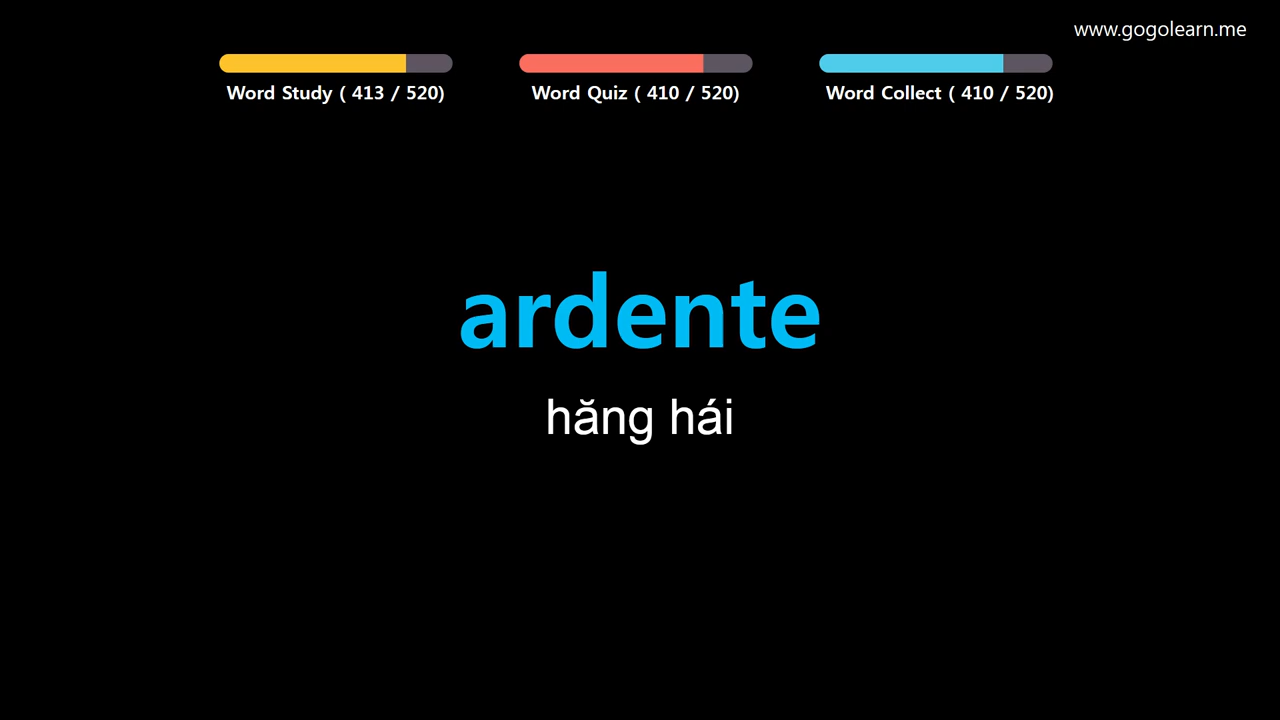 www.gogolearn.me
Word Study ( 413 / 520)
Word Quiz ( 410 / 520)
Word Collect ( 410 / 520)
ardente
hăng hái